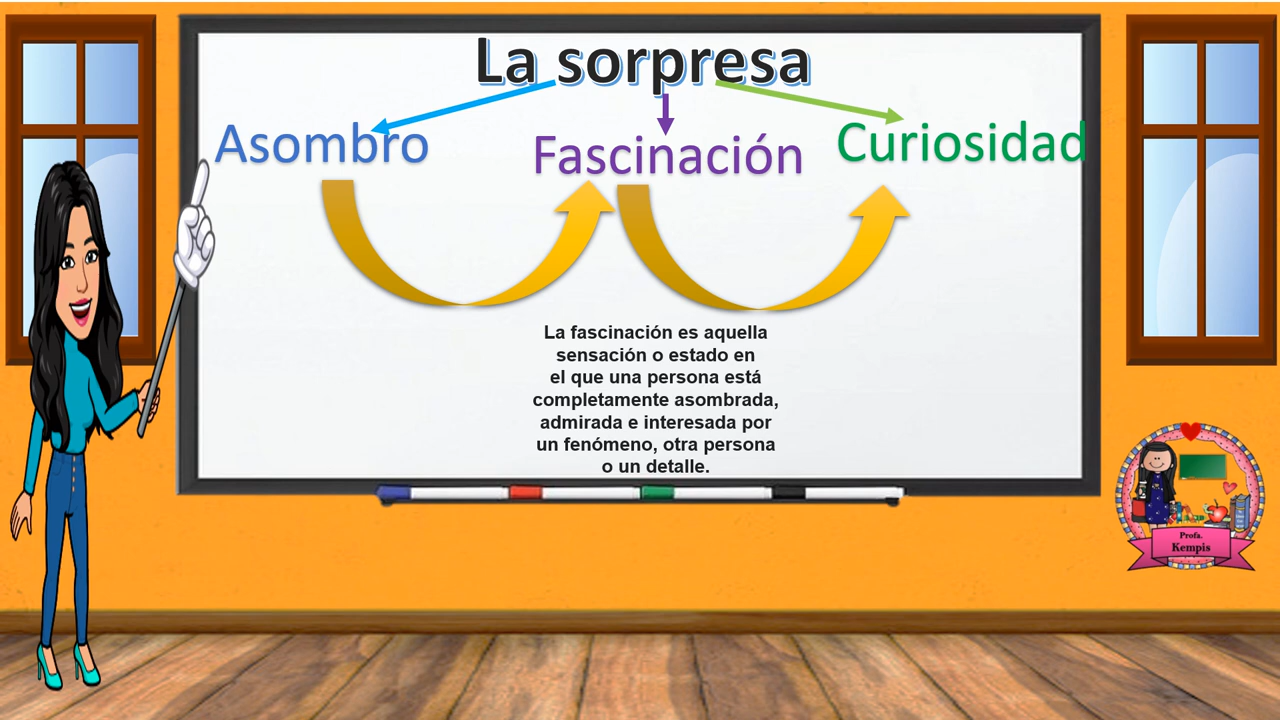 La sorpresa
Asombro
Fascinación
Curiosidad
La fascinación es aquella
sensación o estado en
el que una persona está
completamente asombrada,
admirada e interesada por
un fenómeno, otra persona
o un detalle.
Profa.
Kempis